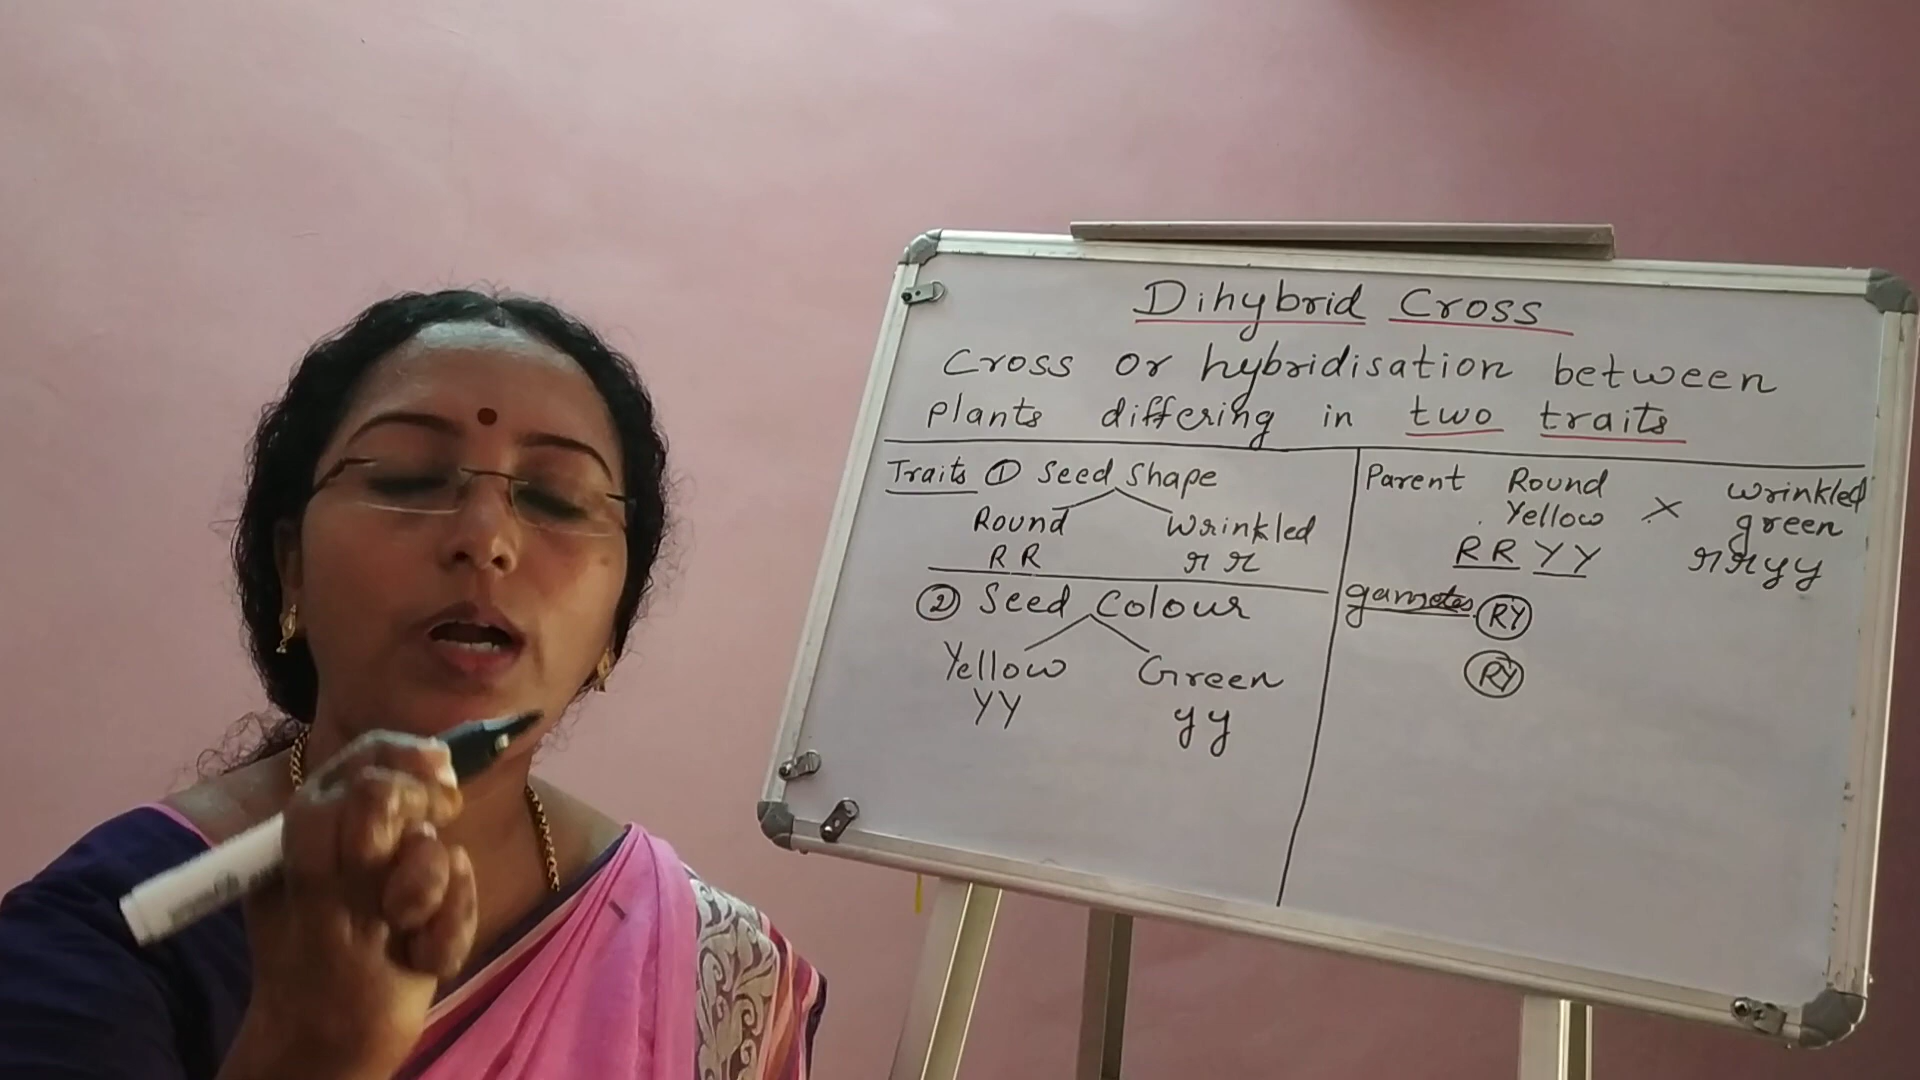 Dihybrid Cross
Cross or hybridisation between
plants differing in two traits
Traits ① Seed Shape
Round Wrinkled
RR rr
② Seed Colour
Yellow Green
YY yy
Parent Round Yellow × Wrinkled green
RRYY rryy
gametes RY
RY